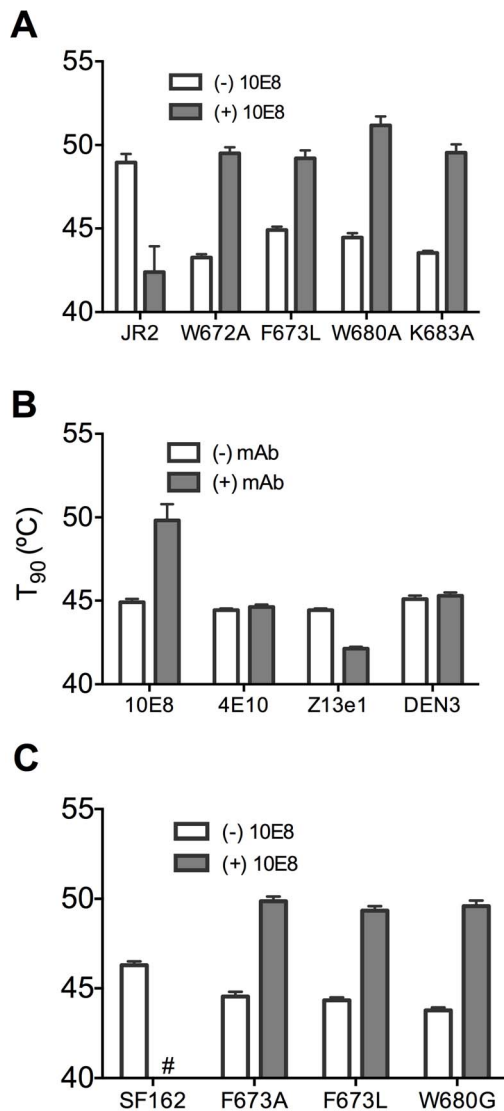 A
55
50
45
40
(-) 10E8
(+) 10E8
JR2 W672A F673L W680A K683A
B
T90 (ºC)
55
50
45
40
(-) mAb
(+) mAb
10E8 4E10 Z13e1 DEN3
C
55
50
45
40
(-) 10E8
(+) 10E8
#
SF162 F673A F673L W680G